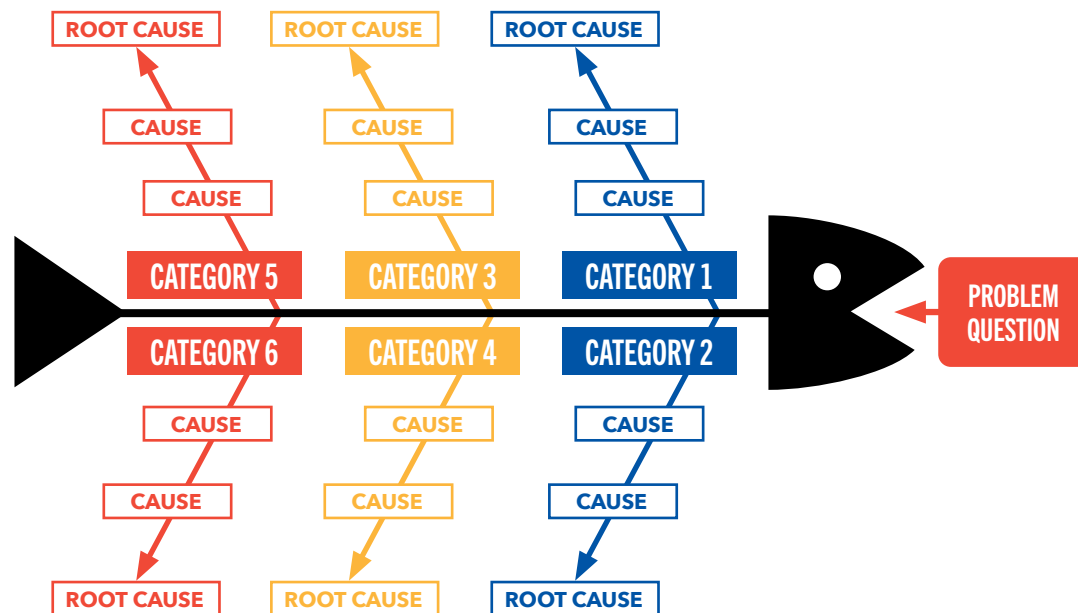 ROOT CAUSE
ROOT CAUSE
ROOT CAUSE
CAUSE
CAUSE
CAUSE
CAUSE
CAUSE
CAUSE
CATEGORY 5
CATEGORY 3
CATEGORY 1
PROBLEM
QUESTION
CATEGORY 6
CATEGORY 4
CATEGORY 2
CAUSE
CAUSE
CAUSE
CAUSE
CAUSE
CAUSE
ROOT CAUSE
ROOT CAUSE
ROOT CAUSE